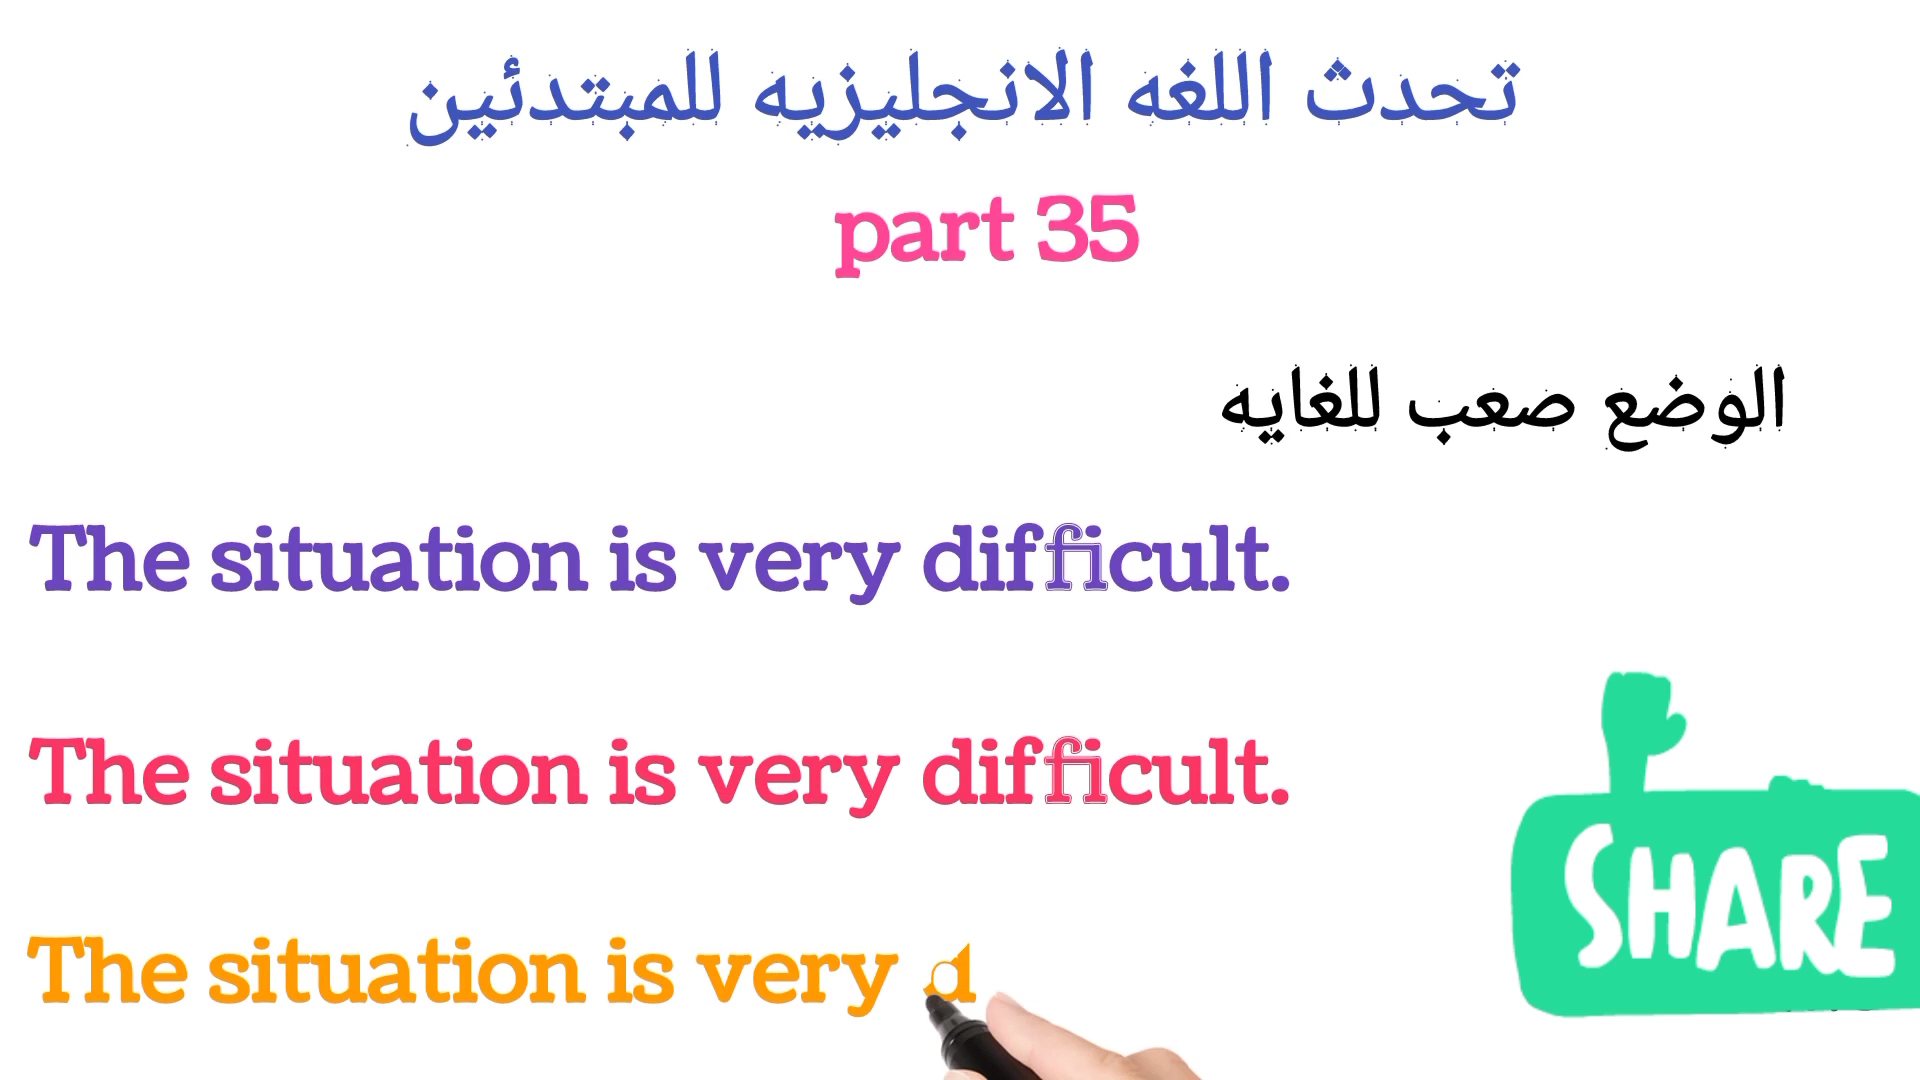 تحدث اللغه الانجليزيه للمبتدئين
part 35
الوضع صعب للغايه
The situation is very difficult.
The situation is very difficult.
The situation is very d
SHARE